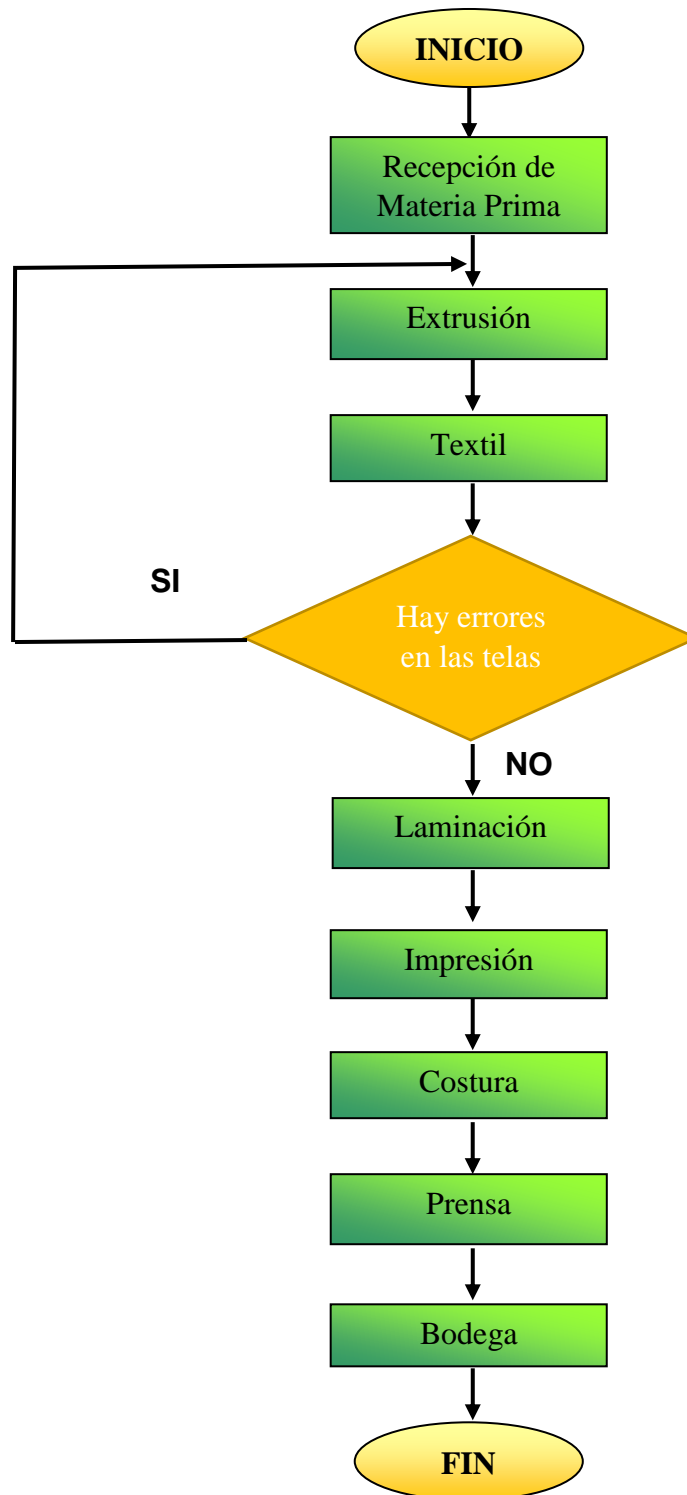 INICIO
Recepción de
Materia Prima
Extrusión
Textil
SI
Hay errores
en las telas
NO
Laminación
Impresión
Costura
Prensa
Bodega
FIN